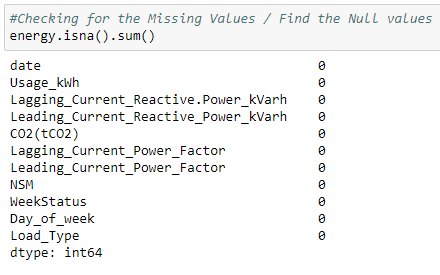 #Checking for the Missing Values / Find the Null values
energy.isna().sum()
date 0
Usage_kWh 0
Lagging_Current_Reactive.Power_kVarh 0
Leading_Current_Reactive_Power_kVarh 0
CO2(tCO2) 0
Lagging_Current_Power_Factor 0
Leading_Current_Power_Factor 0
NSM 0
WeekStatus 0
Day_of_week 0
Load_Type 0
dtype: int64